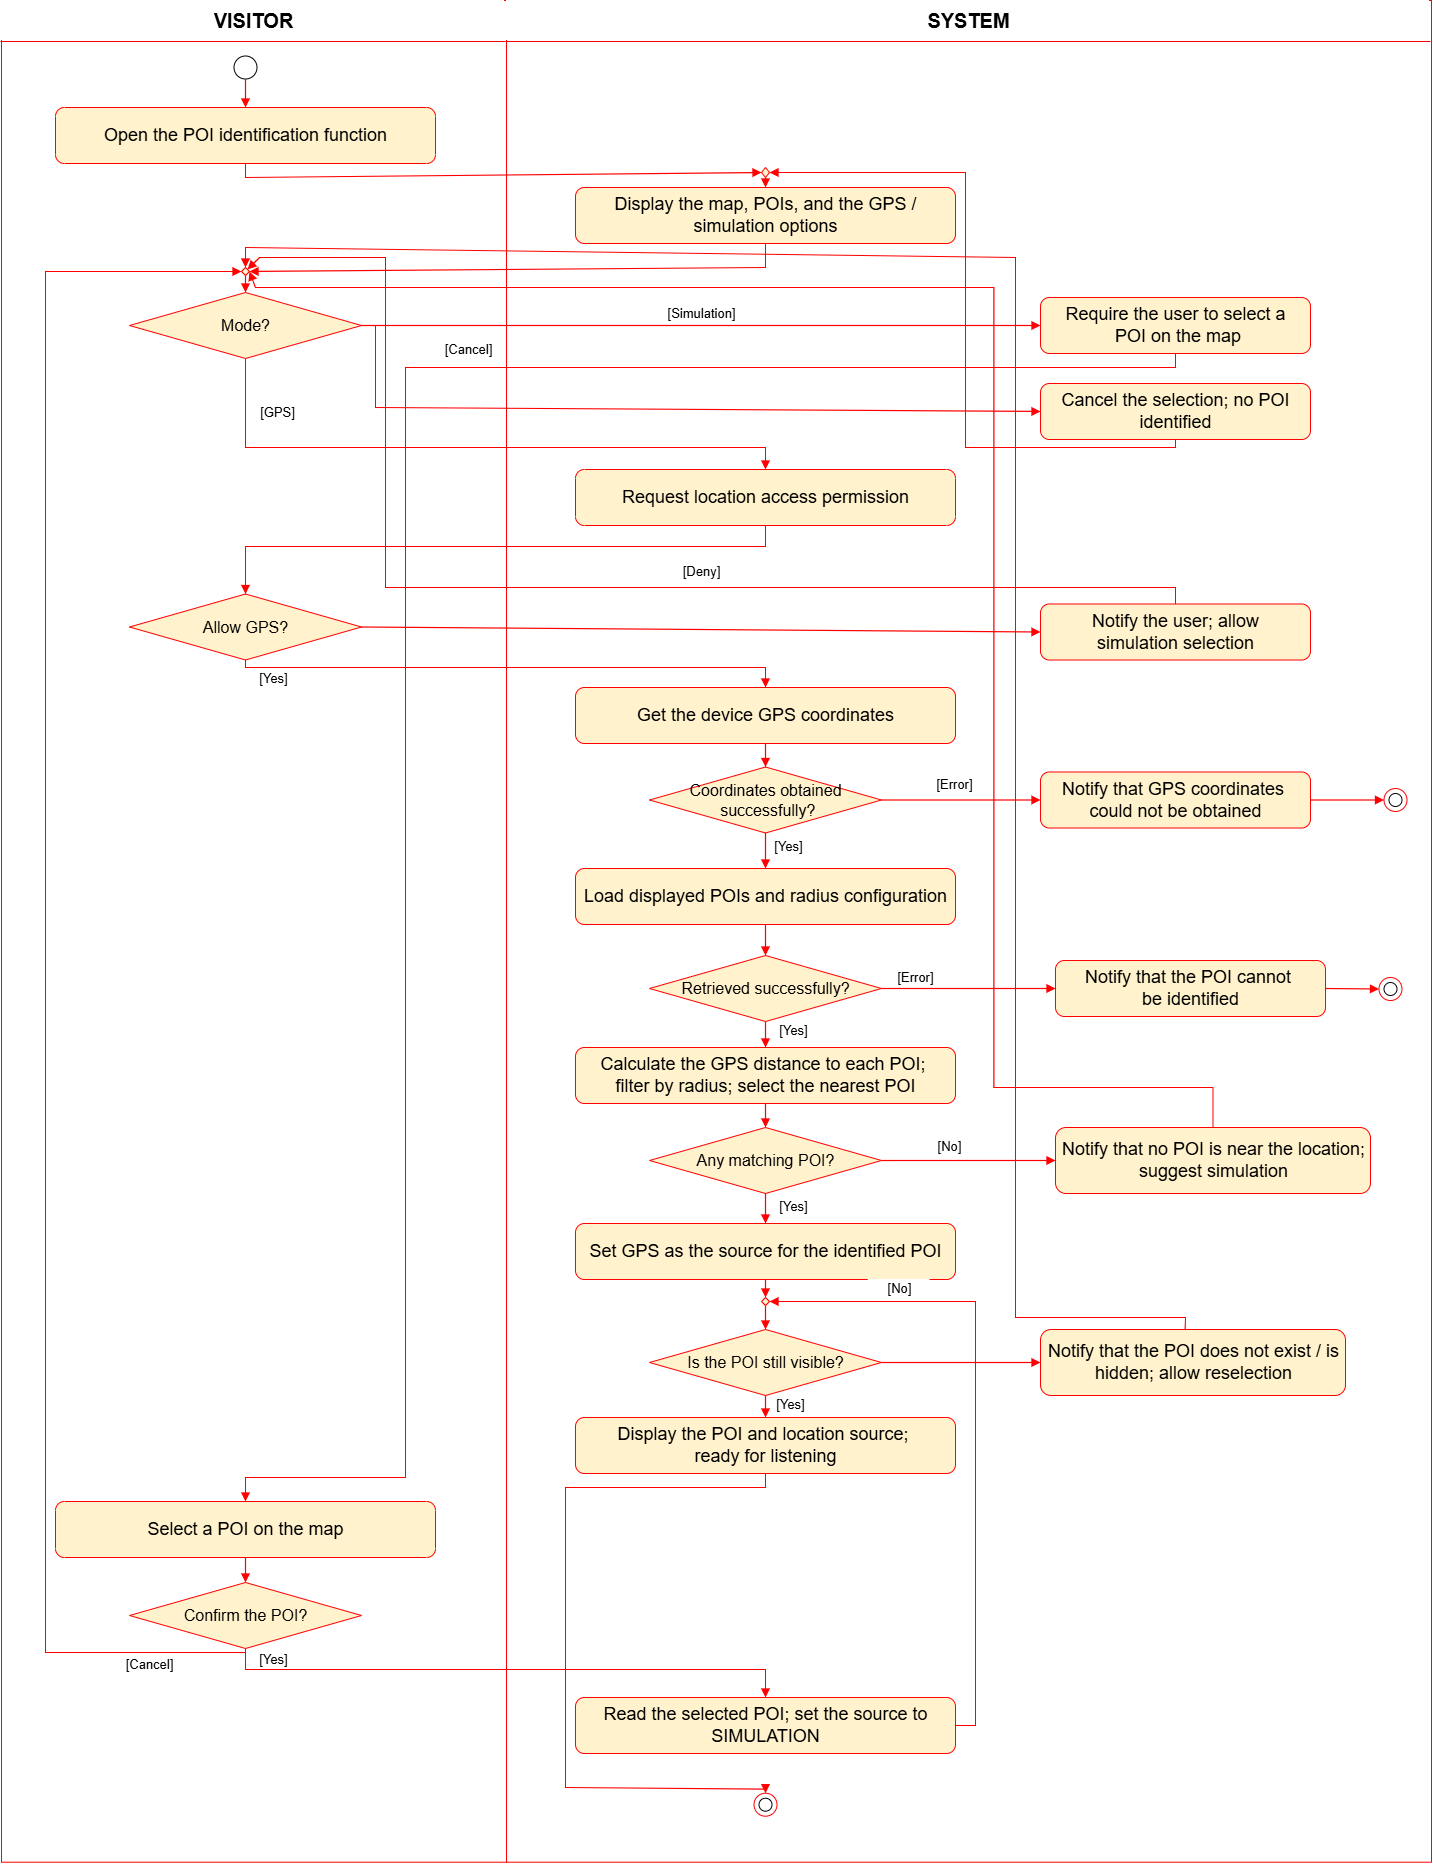 VISITOR
SYSTEM
Open the POI identification function
Display the map, POIs, and the GPS /
simulation options
Mode?
[Simulation]
Require the user to select a
POI on the map
[Cancel]
[GPS]
Cancel the selection; no POI
identified
Request location access permission
[Deny]
Allow GPS?
Notify the user; allow
simulation selection
[Yes]
Get the device GPS coordinates
Coordinates obtained
successfully?
[Error]
Notify that GPS coordinates
could not be obtained
[Yes]
Load displayed POIs and radius configuration
Retrieved successfully?
[Error]
Notify that the POI cannot
be identified
[Yes]
Calculate the GPS distance to each POI;
filter by radius; select the nearest POI
Any matching POI?
[No]
Notify that no POI is near the location;
suggest simulation
[Yes]
Set GPS as the source for the identified POI
[No]
Is the POI still visible?
Notify that the POI does not exist / is
hidden; allow reselection
[Yes]
Display the POI and location source;
ready for listening
Select a POI on the map
Confirm the POI?
[Cancel]
[Yes]
Read the selected POI; set the source to
SIMULATION